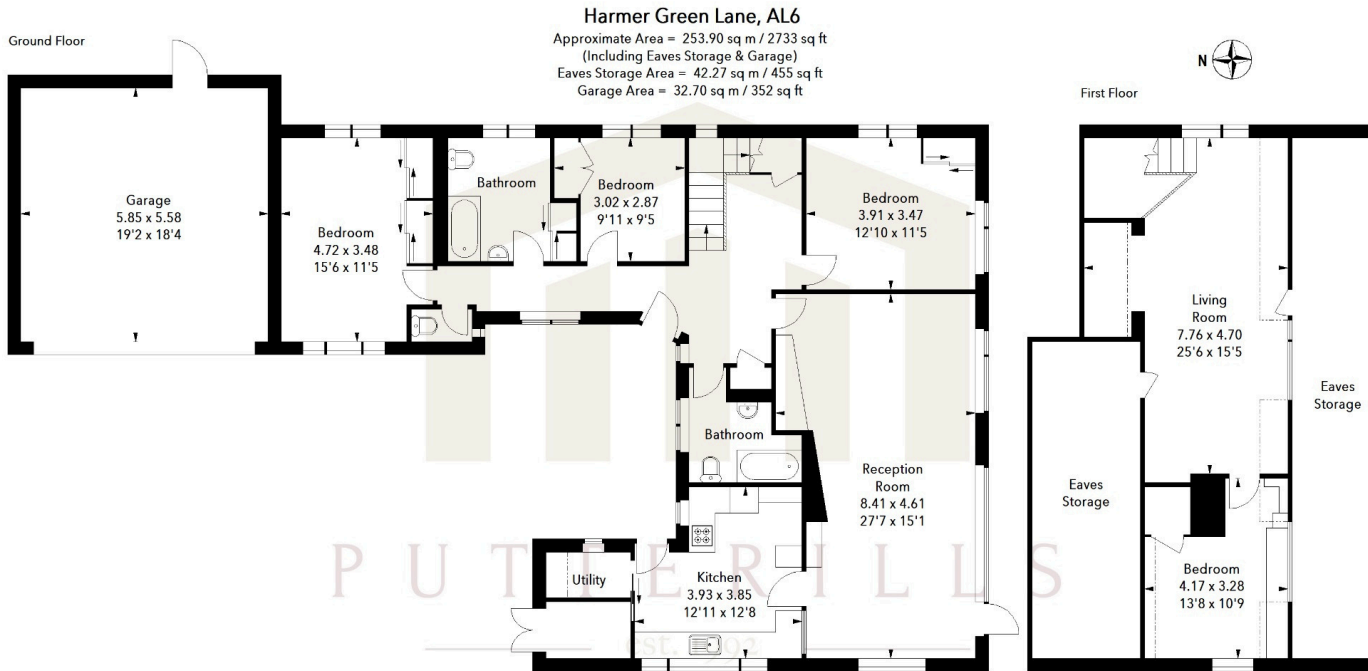 Harmer Green Lane, AL6
Approximate Area = 253.90 sq m / 2733 sq ft
(Including Eaves Storage & Garage)
Eaves Storage Area = 42.27 sq m / 455 sq ft
Garage Area = 32.70 sq m / 352 sq ft
Ground Floor
N
First Floor
Garage
5.85 x 5.58
19'2 x 18'4
Bedroom
4.72 x 3.48
15'6 x 11'5
Bathroom
Bedroom
3.02 x 2.87
9'11 x 9'5
Bedroom
3.91 x 3.47
12'10 x 11'5
Bathroom
Reception
Room
8.41 x 4.61
27'7 x 15'1
Utility
Kitchen
3.93 x 3.85
12'11 x 12'8
Living
Room
7.76 x 4.70
25'6 x 15'5
Eaves
Storage
Eaves
Storage
Bedroom
4.17 x 3.28
13'8 x 10'9
PUTTERILLS
est. 1992